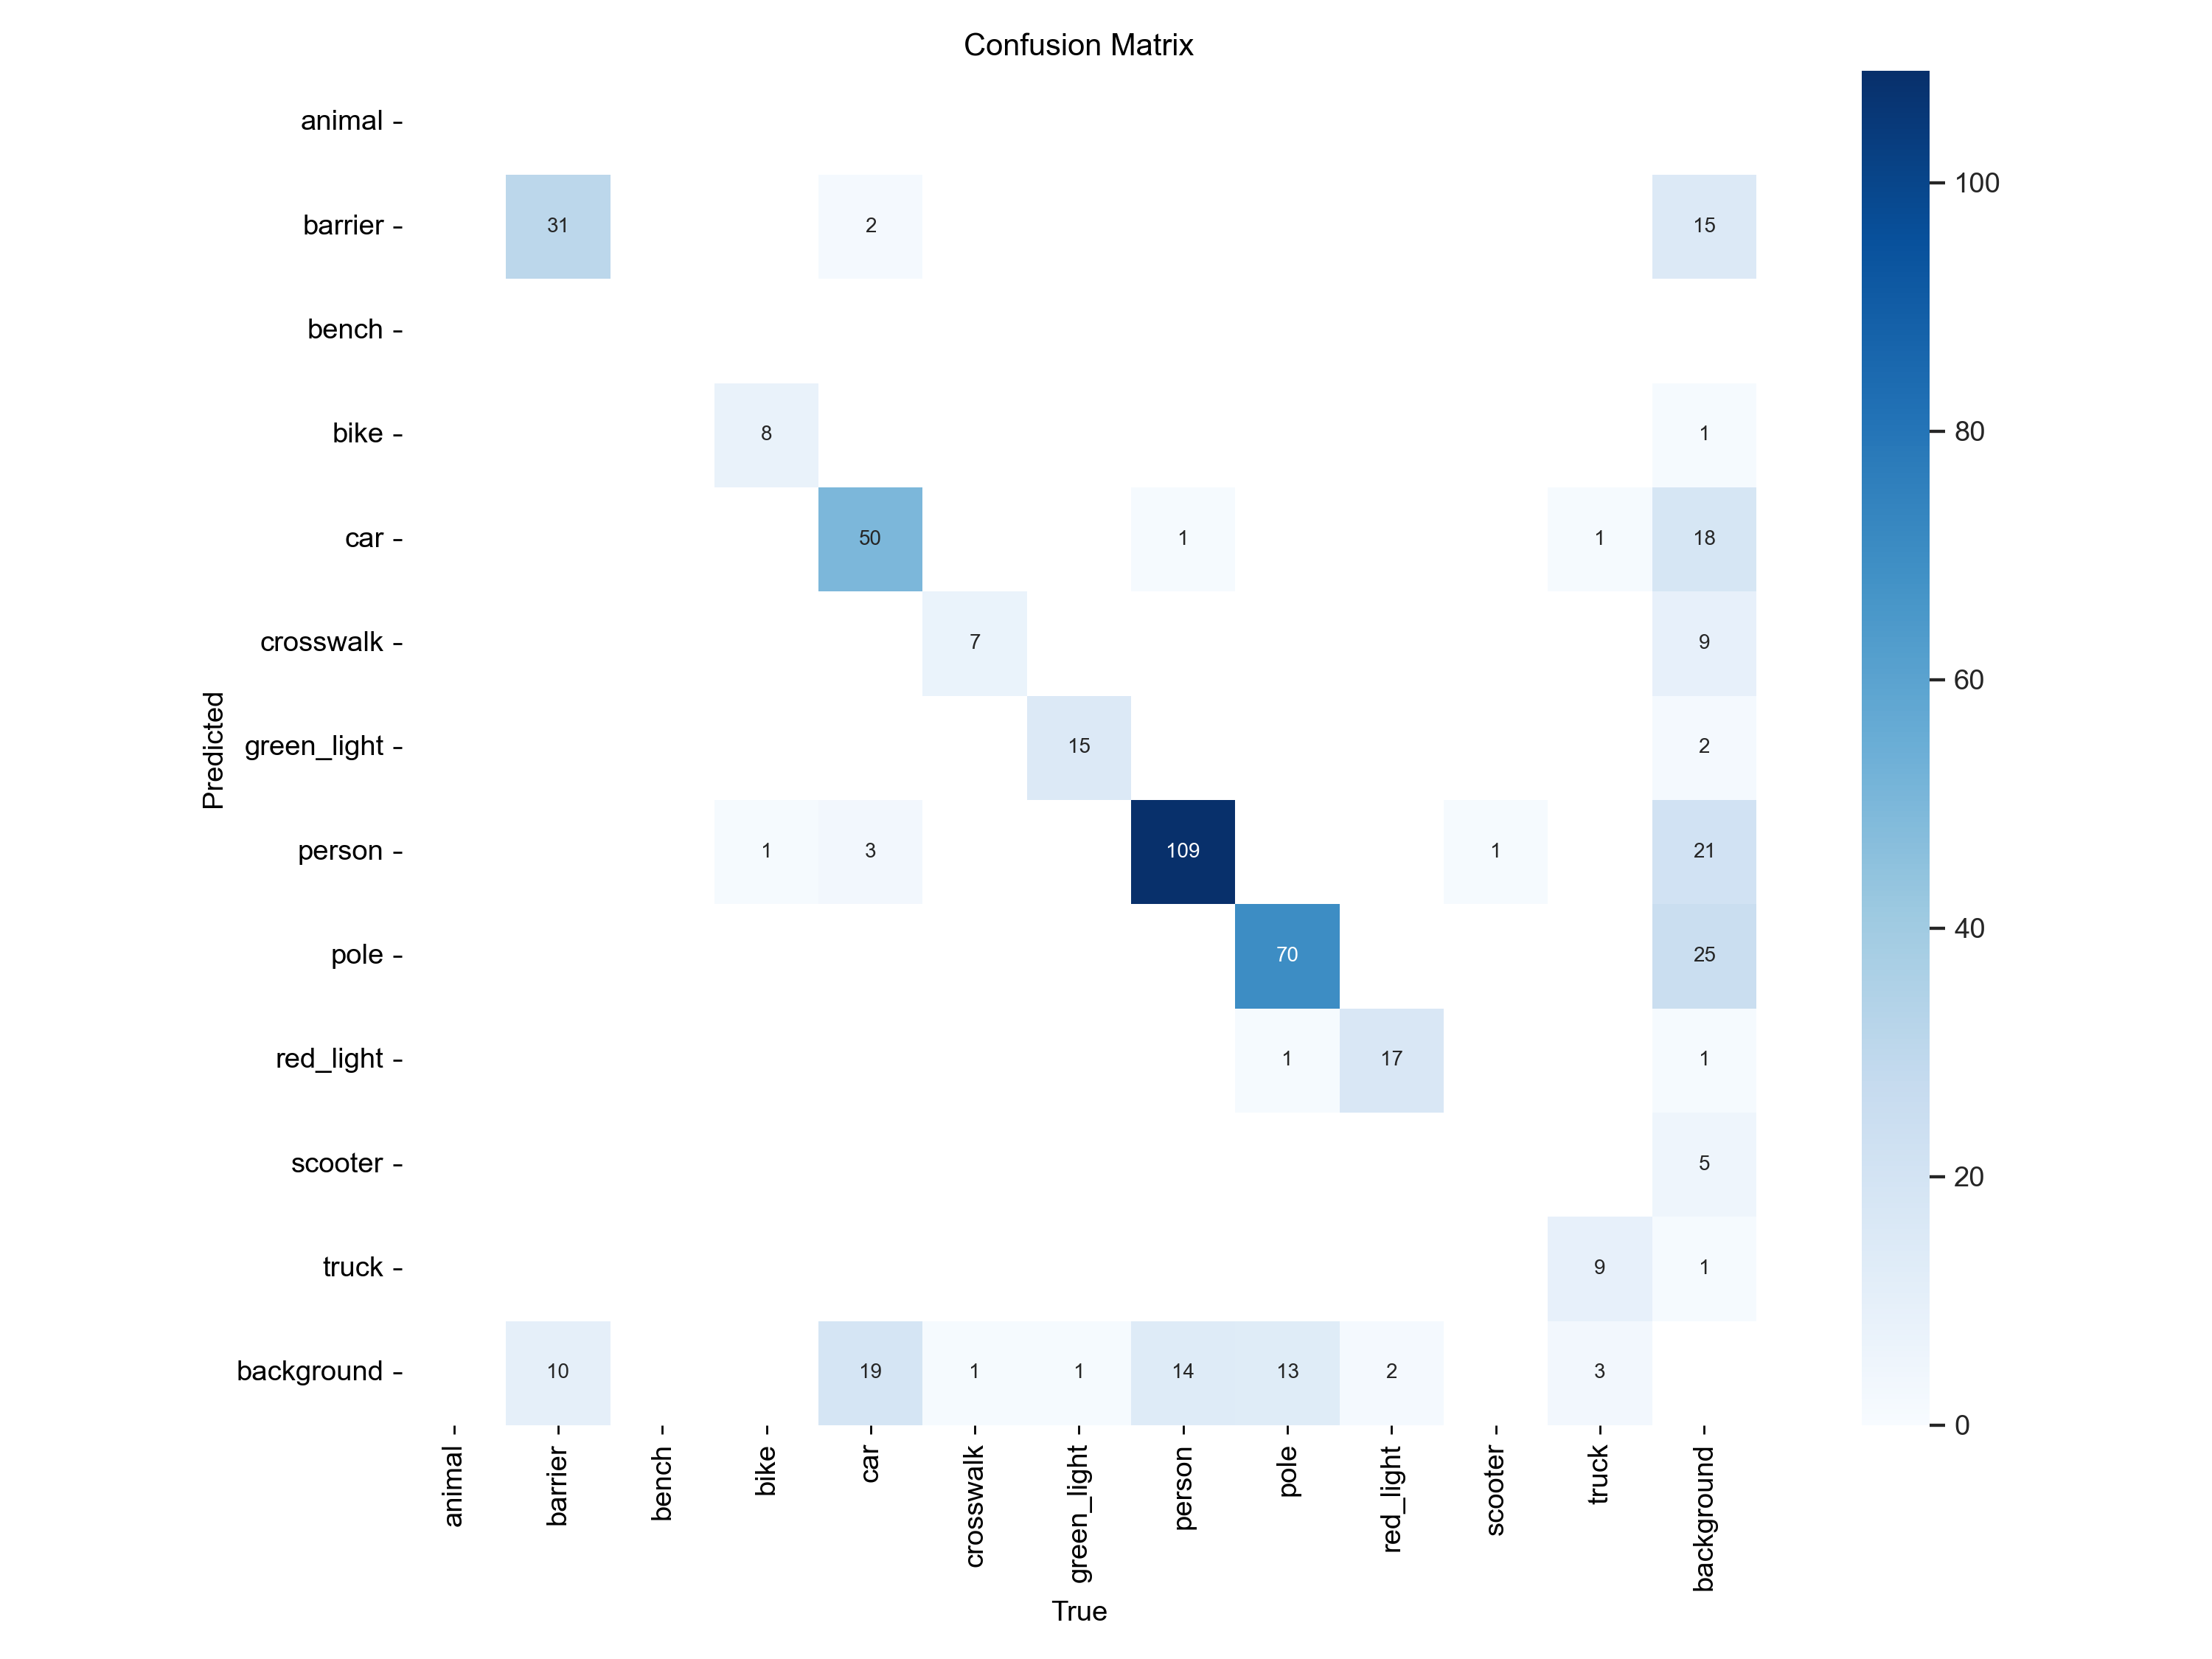 Confusion Matrix
animal
barrier 31 2 15
bench
bike 8 1
car 50 1 1 18
crosswalk 7 9
green_light 15 2
person 1 3 109 1 21
pole 70 25
red_light 1 17 1
scooter 5
truck 9 1
background 10 19 1 1 14 13 2 3
Predicted
animal
barrier
bench
bike
car
crosswalk
green_light
person
pole
red_light
scooter
truck
background
True
100
80
60
40
20
0